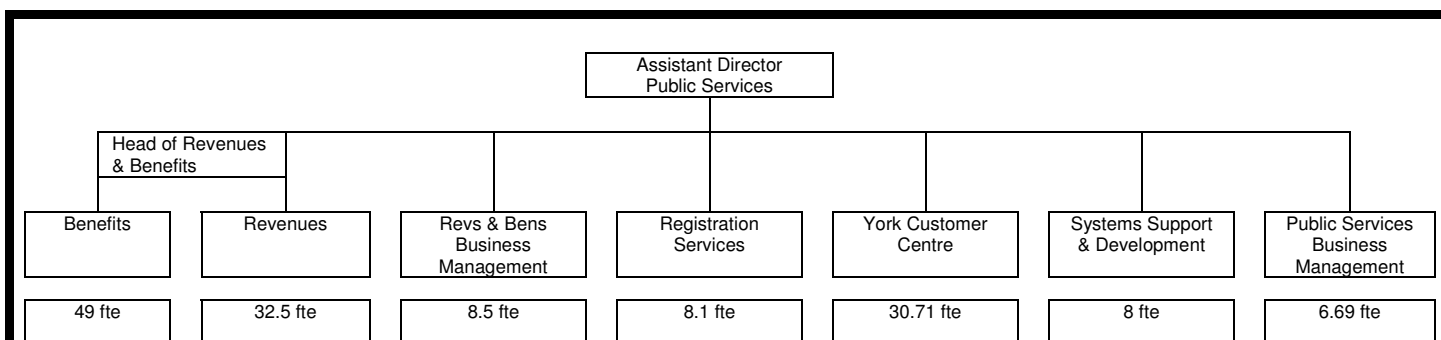 Assistant Director
Public Services
Head of Revenues
& Benefits
Benefits
Revenues
Revs & Bens
Business
Management
Registration
Services
York Customer
Centre
Systems Support
& Development
Public Services
Business
Management
49 fte
32.5 fte
8.5 fte
8.1 fte
30.71 fte
8 fte
6.69 fte